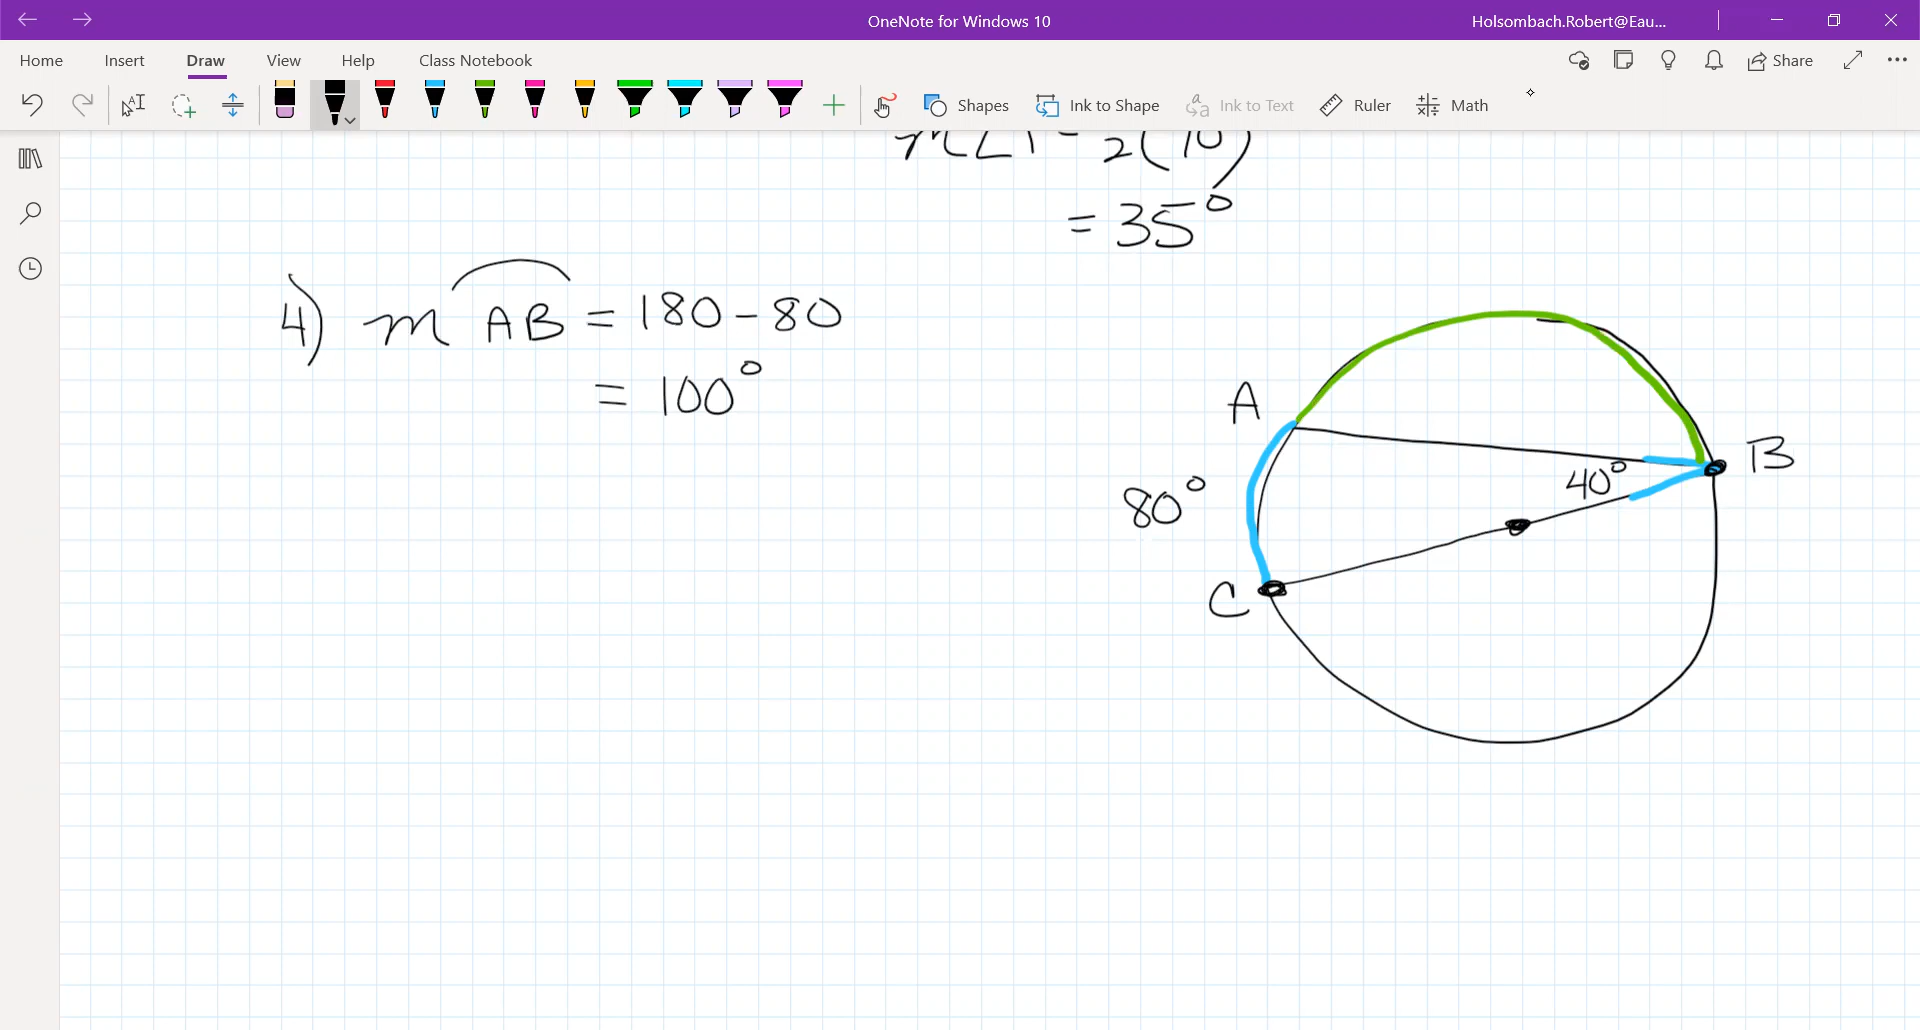 OneNote for Windows 10
Holsombach.Robert@Eau...
Home Insert Draw View Help Class Notebook
Share
Shapes Ink to Shape Ink to Text Ruler Math
= 35°
4) m AB = 180 - 80
= 100°
A
B
40°
80°
C